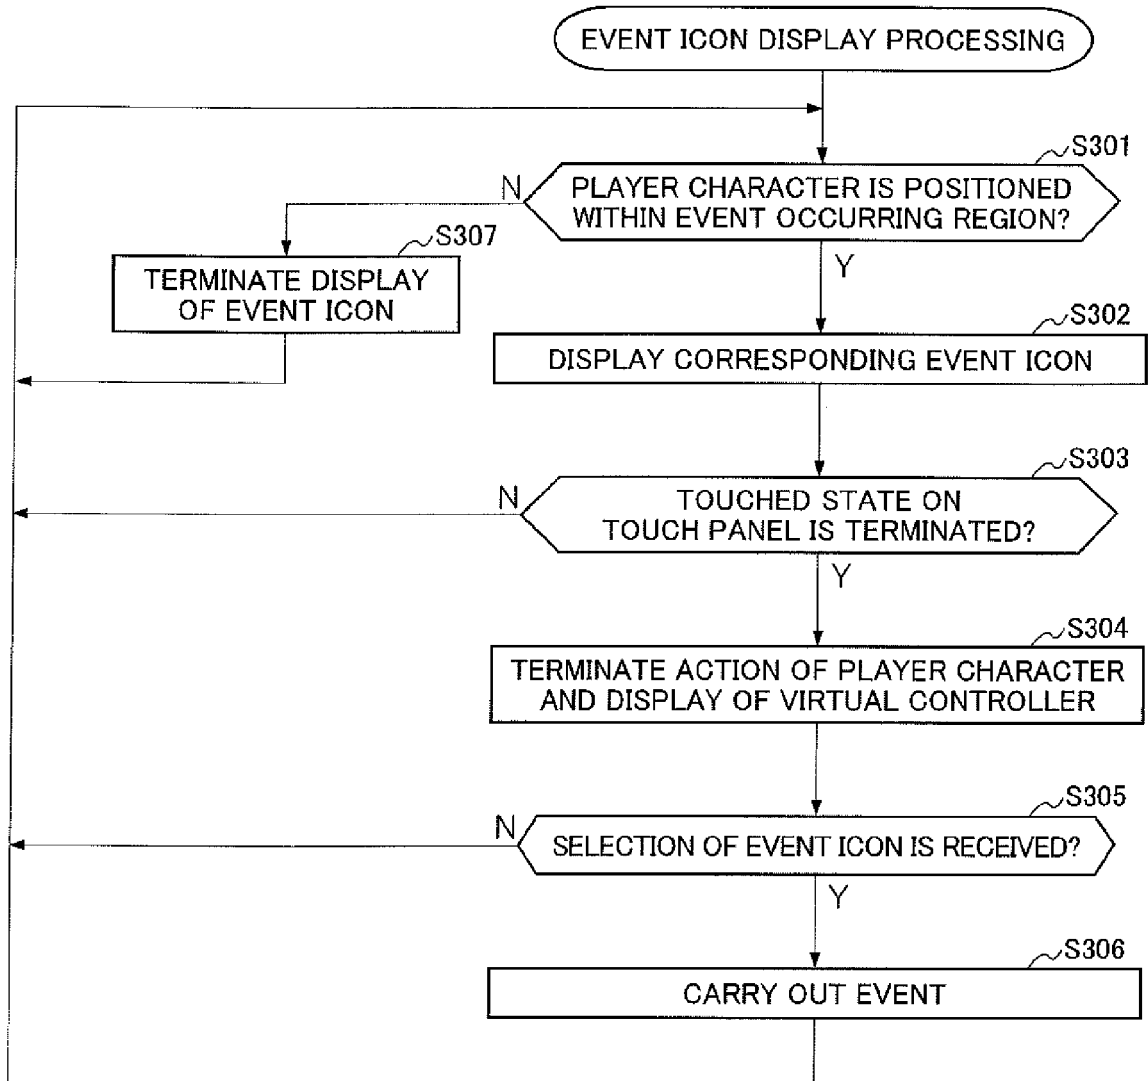 EVENT ICON DISPLAY PROCESSING
S301
PLAYER CHARACTER IS POSITIONED
WITHIN EVENT OCCURRING REGION?
N
Y
S307
TERMINATE DISPLAY
OF EVENT ICON
S302
DISPLAY CORRESPONDING EVENT ICON
S303
TOUCHED STATE ON
TOUCH PANEL IS TERMINATED?
N
Y
S304
TERMINATE ACTION OF PLAYER CHARACTER
AND DISPLAY OF VIRTUAL CONTROLLER
S305
SELECTION OF EVENT ICON IS RECEIVED?
N
Y
S306
CARRY OUT EVENT